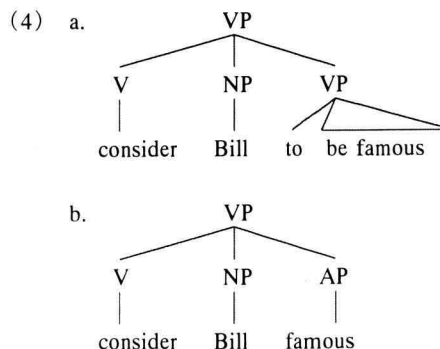 (4) a. VP
V NP VP
consider Bill to be famous
b. VP
V NP AP
consider Bill famous